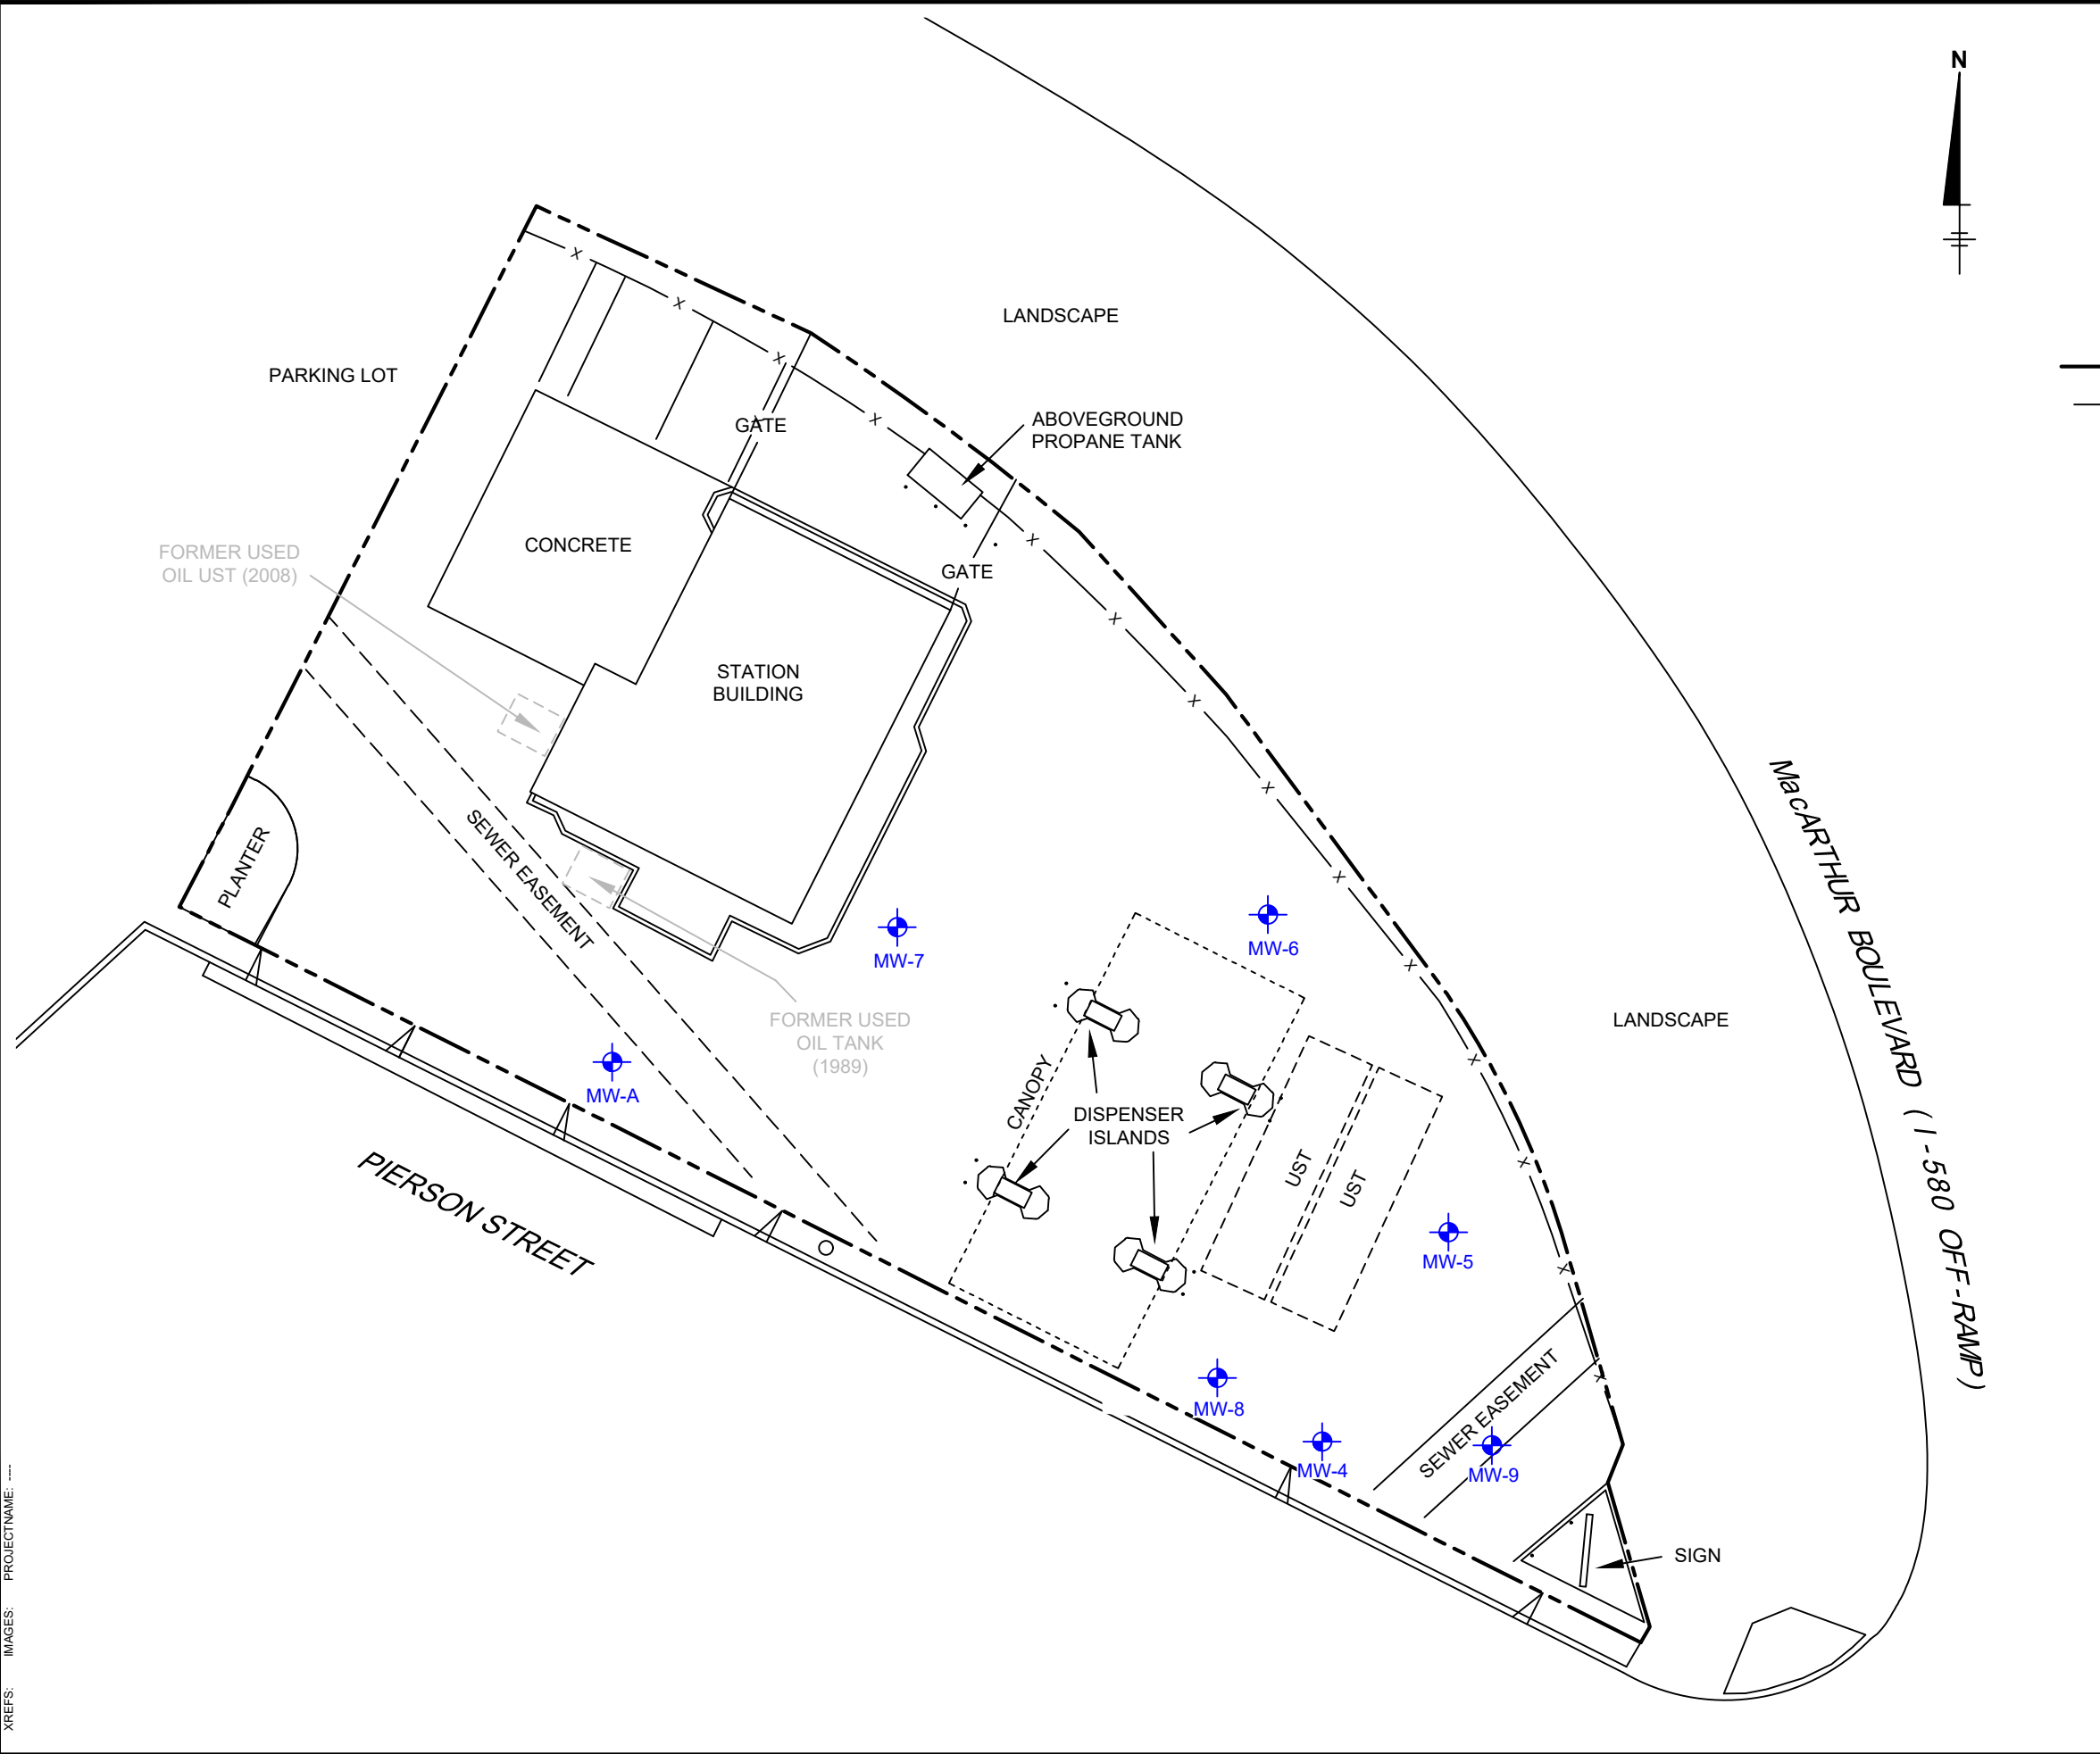 N
LANDSCAPE
PARKING LOT
GATE
ABOVEGROUND
PROPANE TANK
CONCRETE
FORMER USED
OIL UST (2008)
GATE
STATION
BUILDING
MacARTHUR BOULEVARD (I-580 OFF-RAMP)
PLANTER
SEWER EASEMENT
MW-7
MW-6
FORMER USED
OIL TANK
(1989)
LANDSCAPE
MW-A
CANOPY
DISPENSER
ISLANDS
UST
UST
PIERSON STREET
MW-5
MW-8
SEWER EASEMENT
MW-4
MW-9
SIGN
XREFS: IMAGES: PROJECTNAME: ----